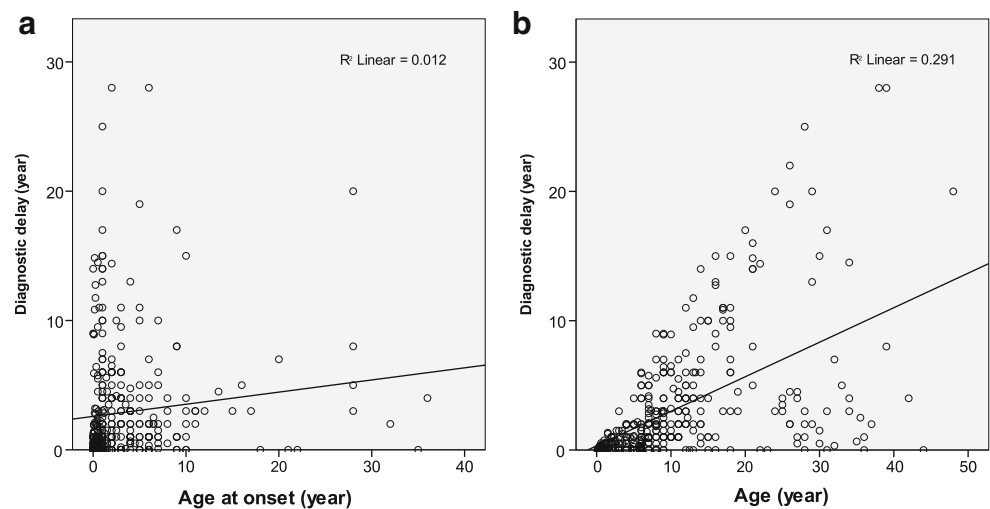 a
R² Linear = 0.012
30
20
10
0
Diagnostic delay (year)
0 10 20 30 40
Age at onset (year)
b
R² Linear = 0.291
30
20
10
0
Diagnostic delay (year)
0 10 20 30 40 50
Age (year)